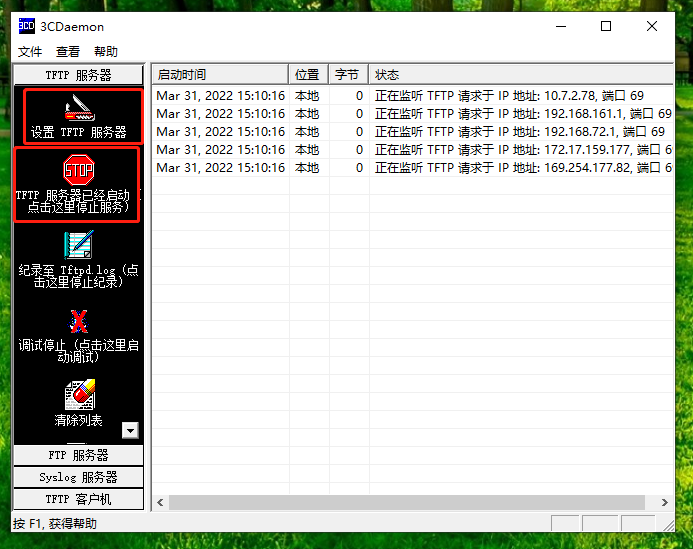 3CD 3CDaemon
文件 查看 帮助
TFTP 服务器
设置 TFTP 服务器
STOP
TFTP 服务器已经启动 (
点击这里停止服务)
纪录至 Tftpd.log (点
击这里停止纪录)
调试停止 (点击这里启
动调试)
清除列表
FTP 服务器
Syslog 服务器
TFTP 客户机
启动时间 位置 字节 状态
Mar 31, 2022 15:10:16 本地 0 正在监听 TFTP 请求于 IP 地址: 10.7.2.78, 端口 69
Mar 31, 2022 15:10:16 本地 0 正在监听 TFTP 请求于 IP 地址: 192.168.161.1, 端口 69
Mar 31, 2022 15:10:16 本地 0 正在监听 TFTP 请求于 IP 地址: 192.168.72.1, 端口 69
Mar 31, 2022 15:10:16 本地 0 正在监听 TFTP 请求于 IP 地址: 172.17.159.177, 端口 6
Mar 31, 2022 15:10:16 本地 0 正在监听 TFTP 请求于 IP 地址: 169.254.177.82, 端口 6
按 F1, 获得帮助